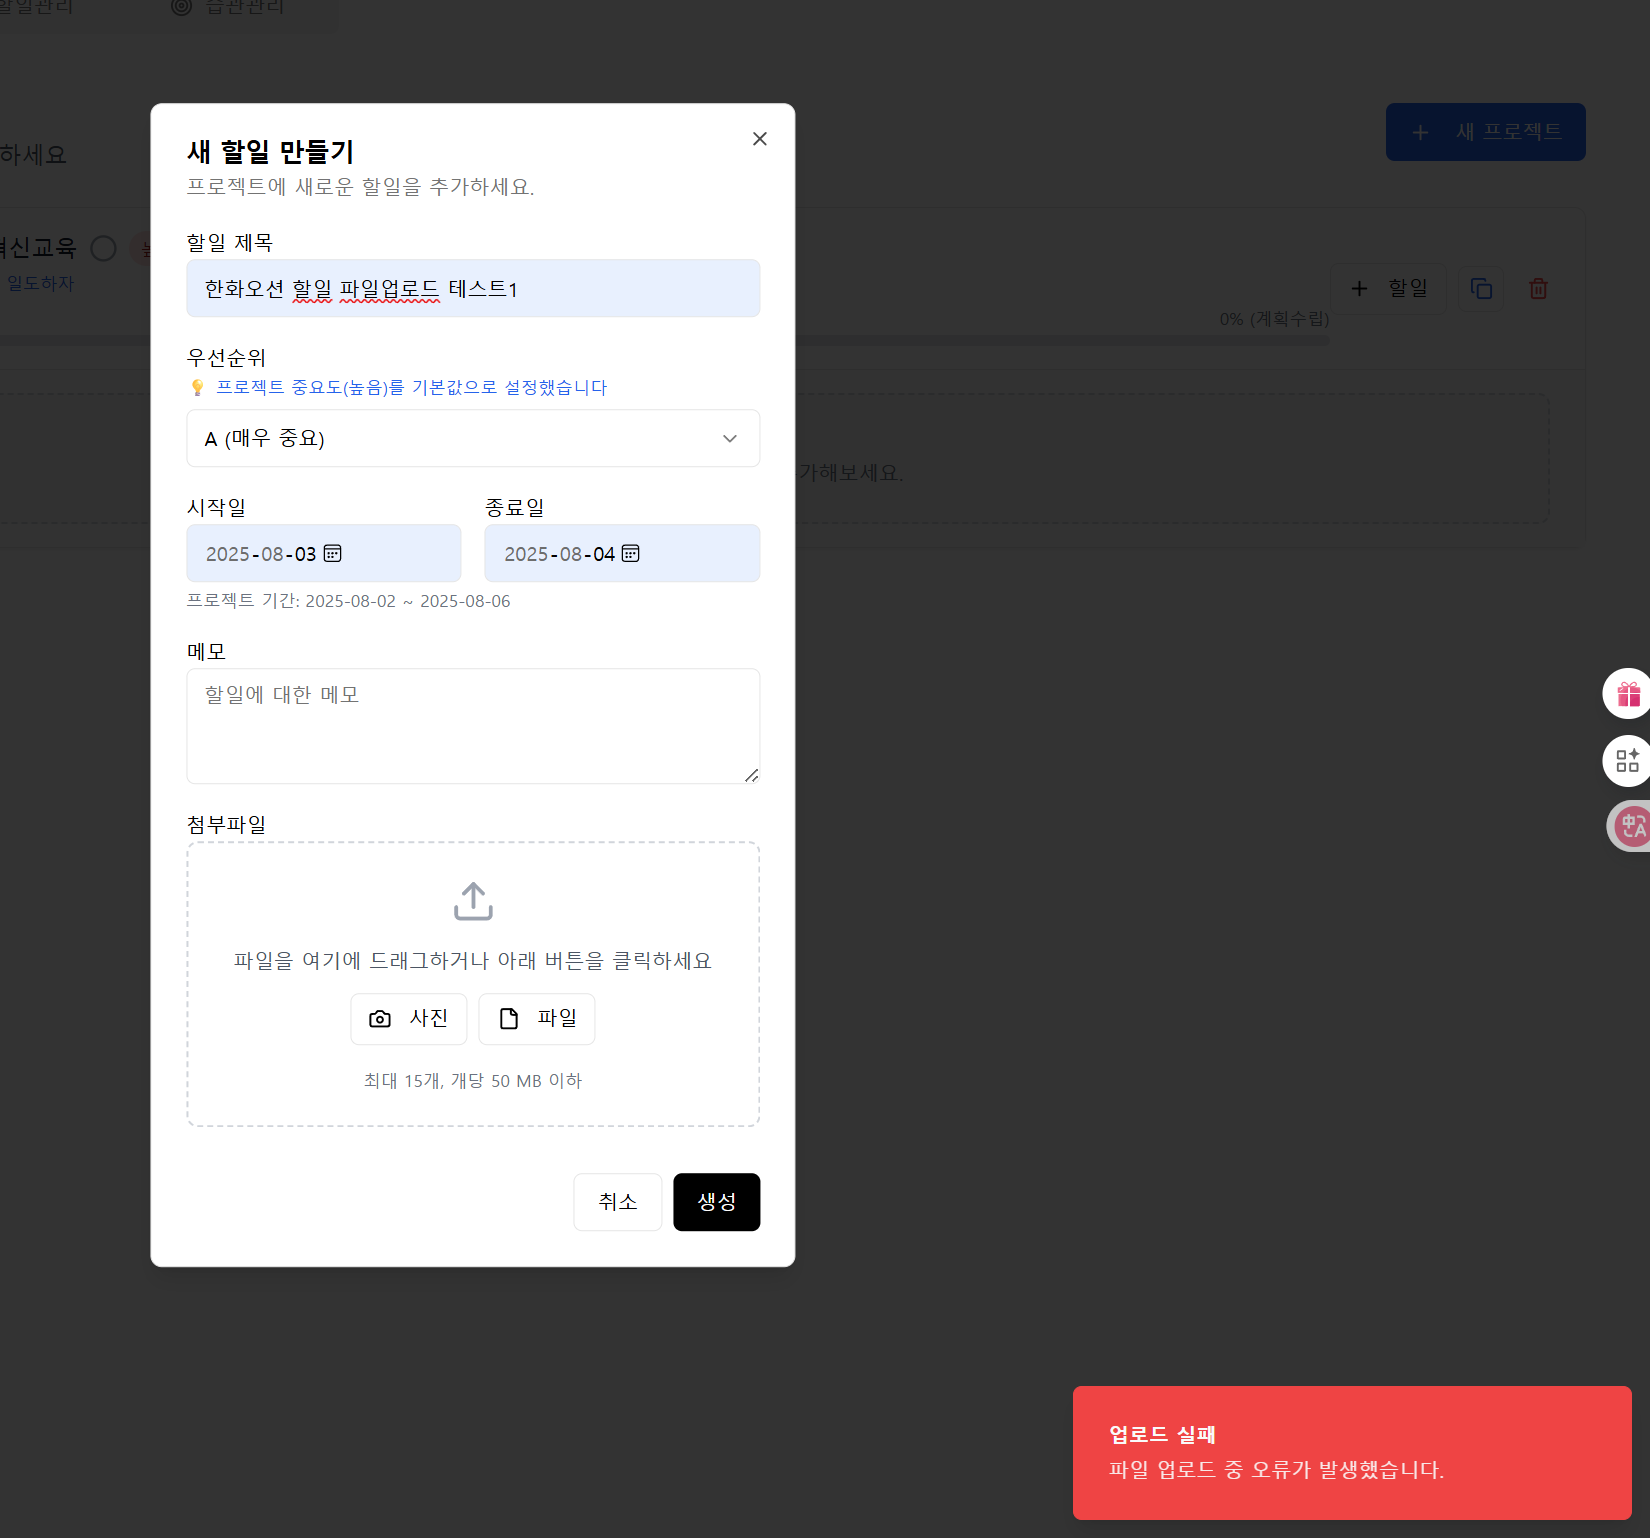 할일관리
습관관리
하세요
새 프로젝트
신교육
일도하자
할일
0% (계획수립)
가해보세요.
새 할일 만들기
프로젝트에 새로운 할일을 추가하세요.
할일 제목
한화오션 할일 파일업로드 테스트1
우선순위
프로젝트 중요도(높음)를 기본값으로 설정했습니다
A (매우 중요)
시작일
종료일
2025-08-03
2025-08-04
프로젝트 기간: 2025-08-02 ~ 2025-08-06
메모
할일에 대한 메모
첨부파일
파일을 여기에 드래그하거나 아래 버튼을 클릭하세요
사진
파일
최대 15개, 개당 50 MB 이하
취소
생성
업로드 실패
파일 업로드 중 오류가 발생했습니다.